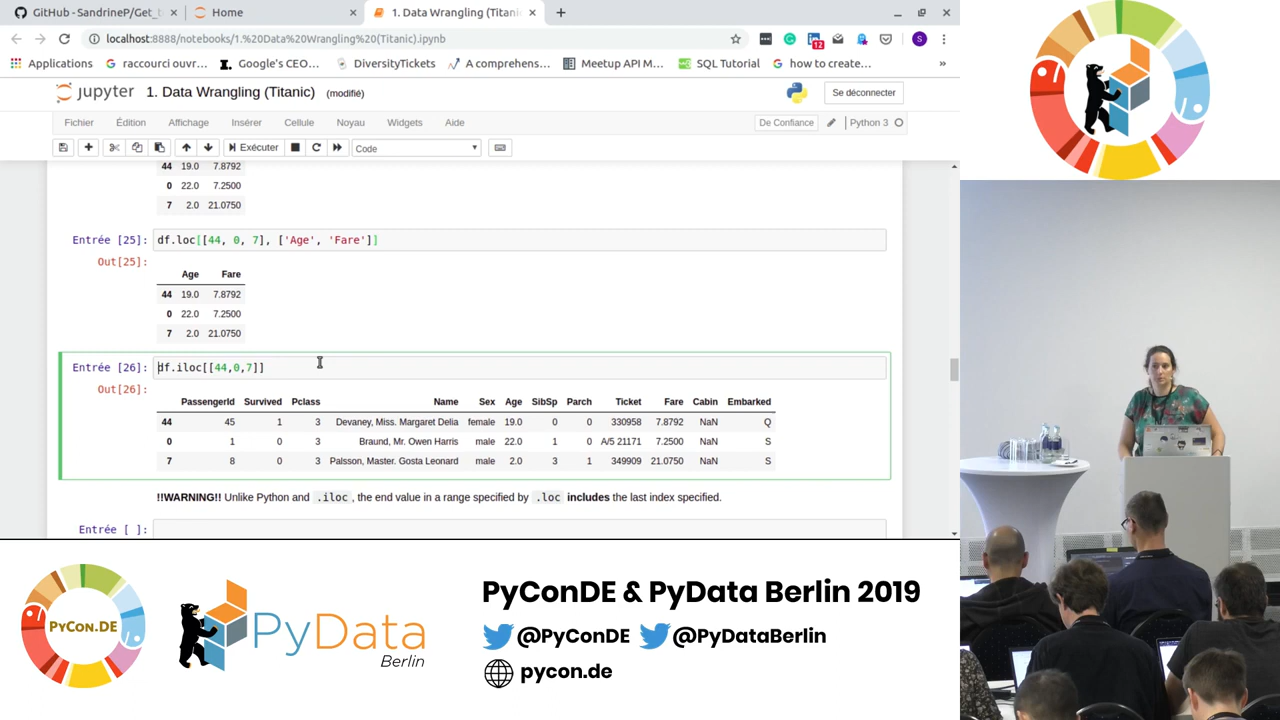 GitHub - SandrineP/Get_t
Home
1. Data Wrangling (Titani
localhost:8888/notebooks/1.%20Data%20Wrangling%20(Titanic).ipynb
12
S
Applications
raccourci ouvr...
Google's CEO...
DiversityTickets
A comprehens...
Meetup API M...
SQL Tutorial
how to create...
»
jupyter
1. Data Wrangling (Titanic)
(modifié)
Se déconnecter
Fichier
Édition
Affichage
Insérer
Cellule
Noyau
Widgets
Aide
De Confiance
Python 3
Exécuter
Code
44 19.0 7.8792
0 22.0 7.2500
7 2.0 21.0750
Entrée [25]: df.loc[[44, 0, 7], ['Age', 'Fare']]
Out[25]:
Age Fare
44 19.0 7.8792
0 22.0 7.2500
7 2.0 21.0750
Entrée [26]: df.iloc[[44,0,7]]
Out[26]:
PassengerId Survived Pclass Name Sex Age SibSp Parch Ticket Fare Cabin Embarked
44 45 1 3 Devaney, Miss. Margaret Delia female 19.0 0 0 330958 7.8792 NaN Q
0 1 0 3 Braund, Mr. Owen Harris male 22.0 1 0 A/5 21171 7.2500 NaN S
7 8 0 3 Palsson, Master. Gosta Leonard male 2.0 3 1 349909 21.0750 NaN S
!!WARNING!! Unlike Python and .iloc, the end value in a range specified by .loc includes the last index specified.
Entrée [ ]:
PyCon.DE
PyData
Berlin
PyConDE & PyData Berlin 2019
@PyConDE @PyDataBerlin
pycon.de